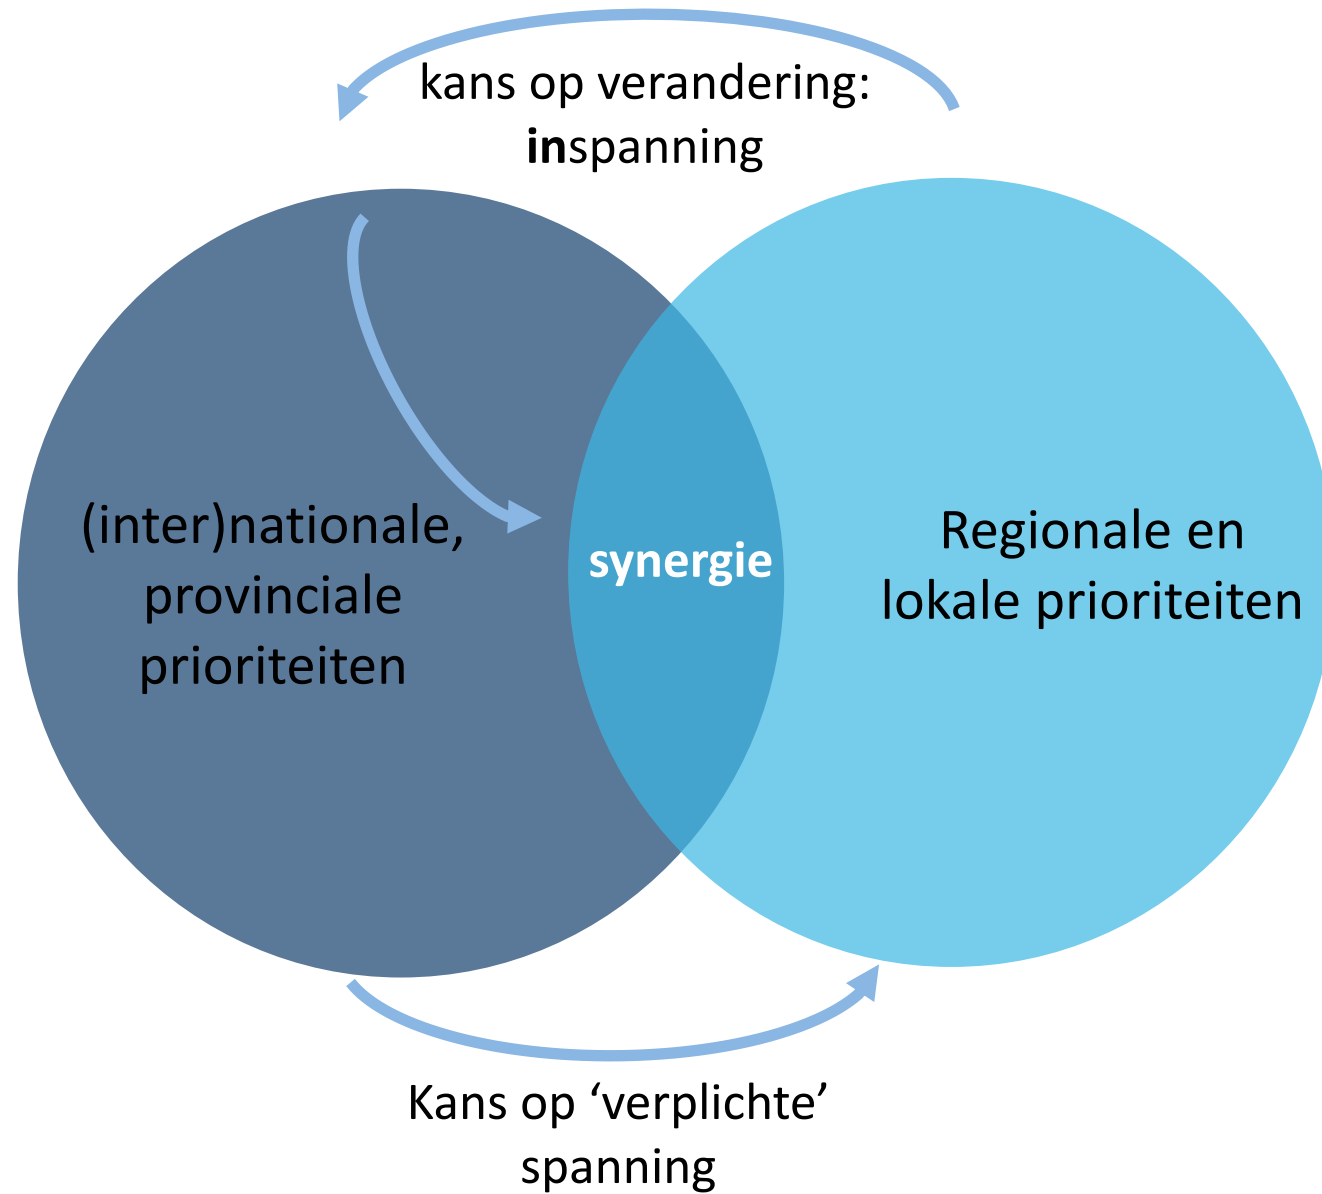 kans op verandering:
inspanning
(inter)nationale,
provinciale
prioriteiten
synergie
Regionale en
lokale prioriteiten
Kans op ‘verplichte’
spanning